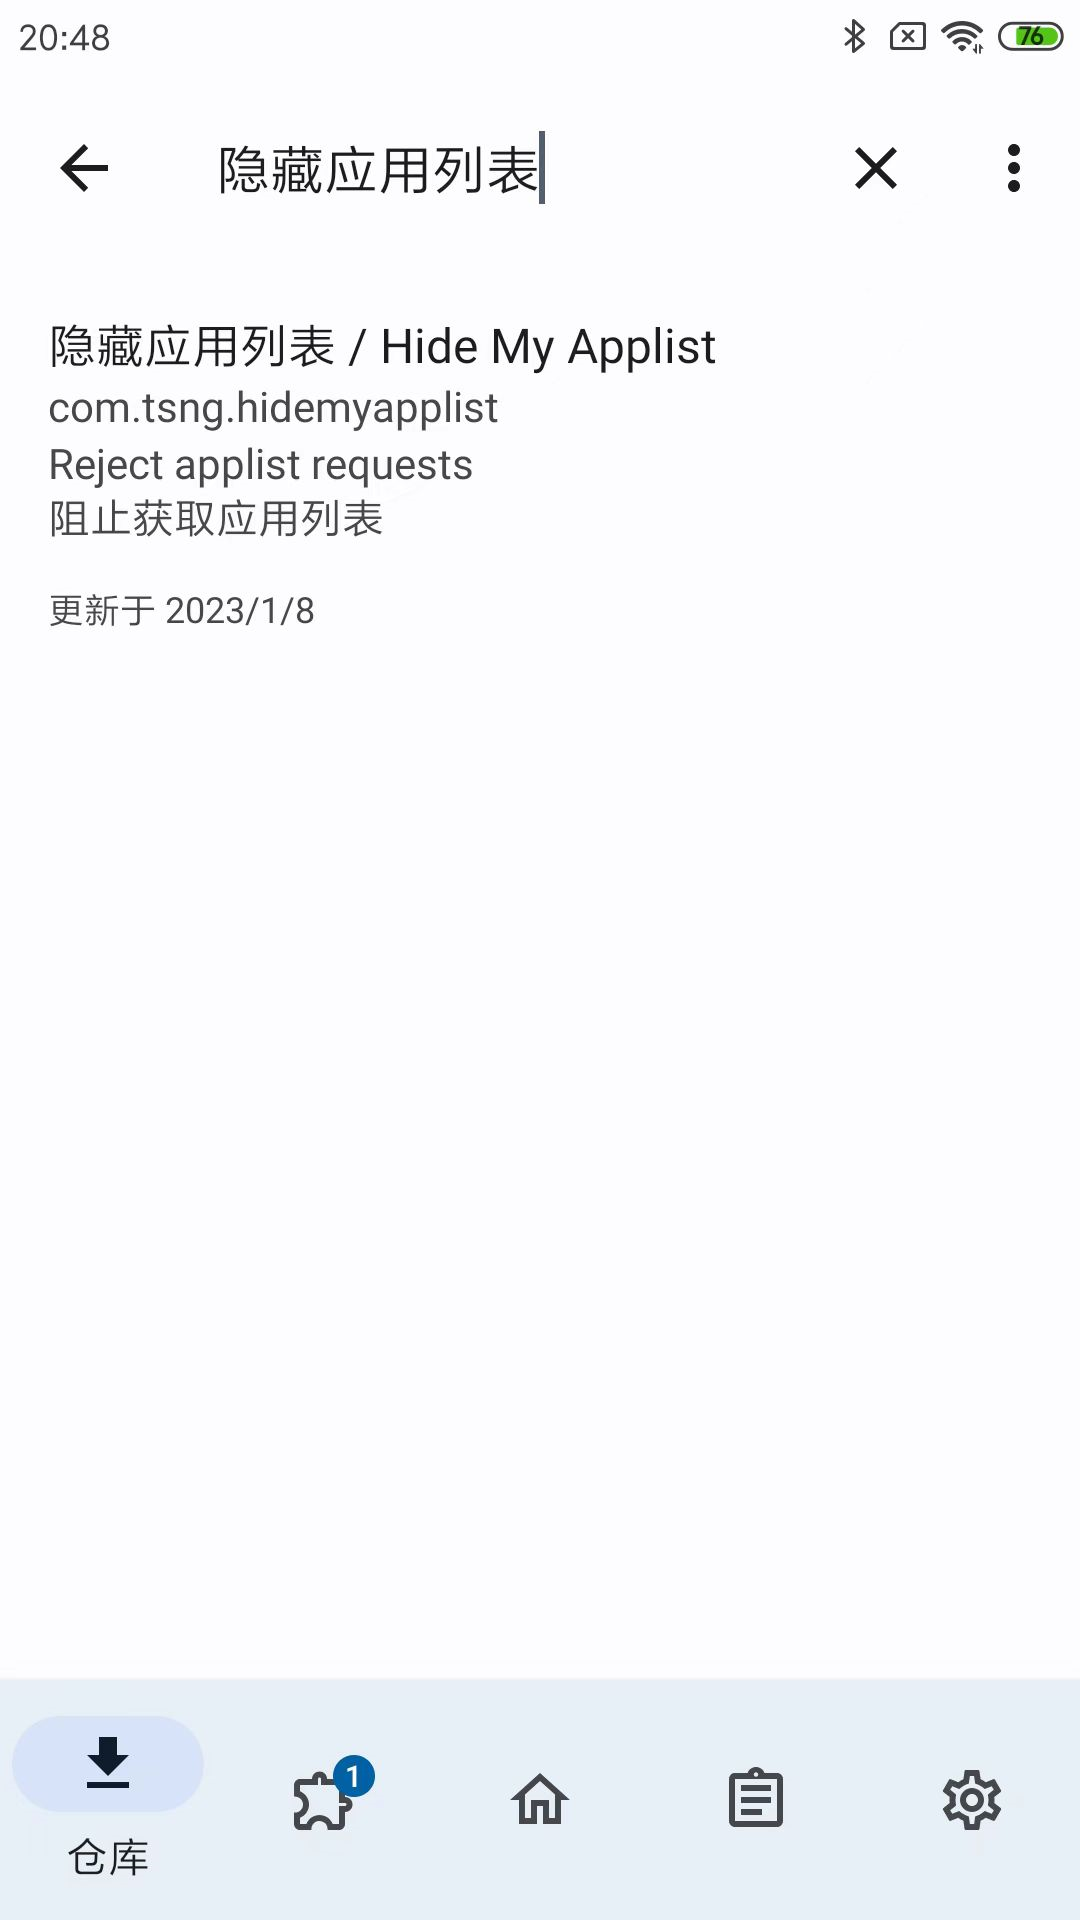 20:48
76
隐藏应用列表
隐藏应用列表 / Hide My Applist
com.tsng.hidemyapplist
Reject applist requests
阻止获取应用列表
更新于 2023/1/8
1
仓库